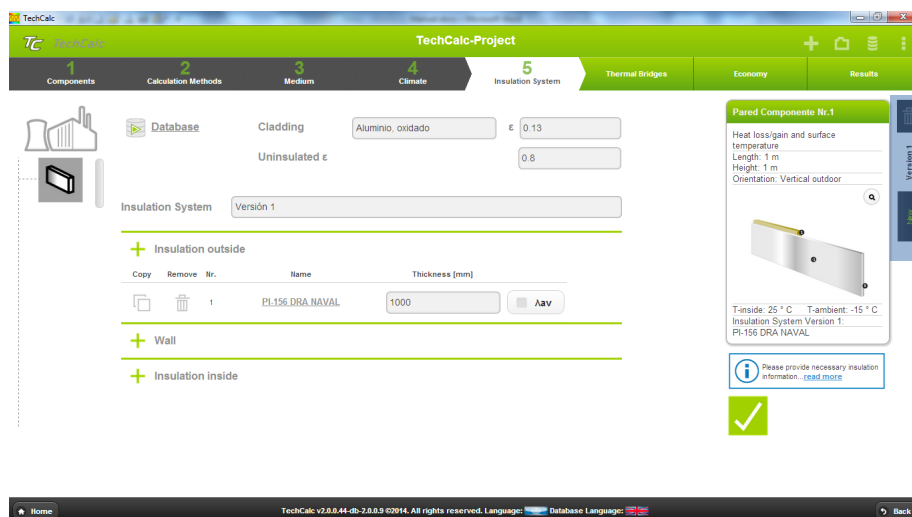 TechCalc
TC TechCalc
TechCalc-Project
1
Components
2
Calculation Methods
3
Medium
4
Climate
5
Insulation System
Thermal Bridges
Economy
Results
Database
Cladding
Aluminio, oxidado
ε
0.13
Uninsulated ε
0.8
Insulation System
Versión 1
Insulation outside
Copy Remove Nr. Name Thickness [mm]
1 PI-156 DRA NAVAL 1000 λav
Wall
Insulation inside
Pared Componente Nr.1
Heat loss/gain and surface
temperature
Length: 1 m
Height: 1 m
Orientation: Vertical outdoor
T-inside: 25 ° C T-ambient: -15 ° C
Insulation System Version 1:
PI-156 DRA NAVAL
Please provide necessary insulation
information...read more
Version 1
Home
TechCalc v2.0.0.44-db-2.0.0.9 ©2014. All rights reserved. Language: Database Language:
Back